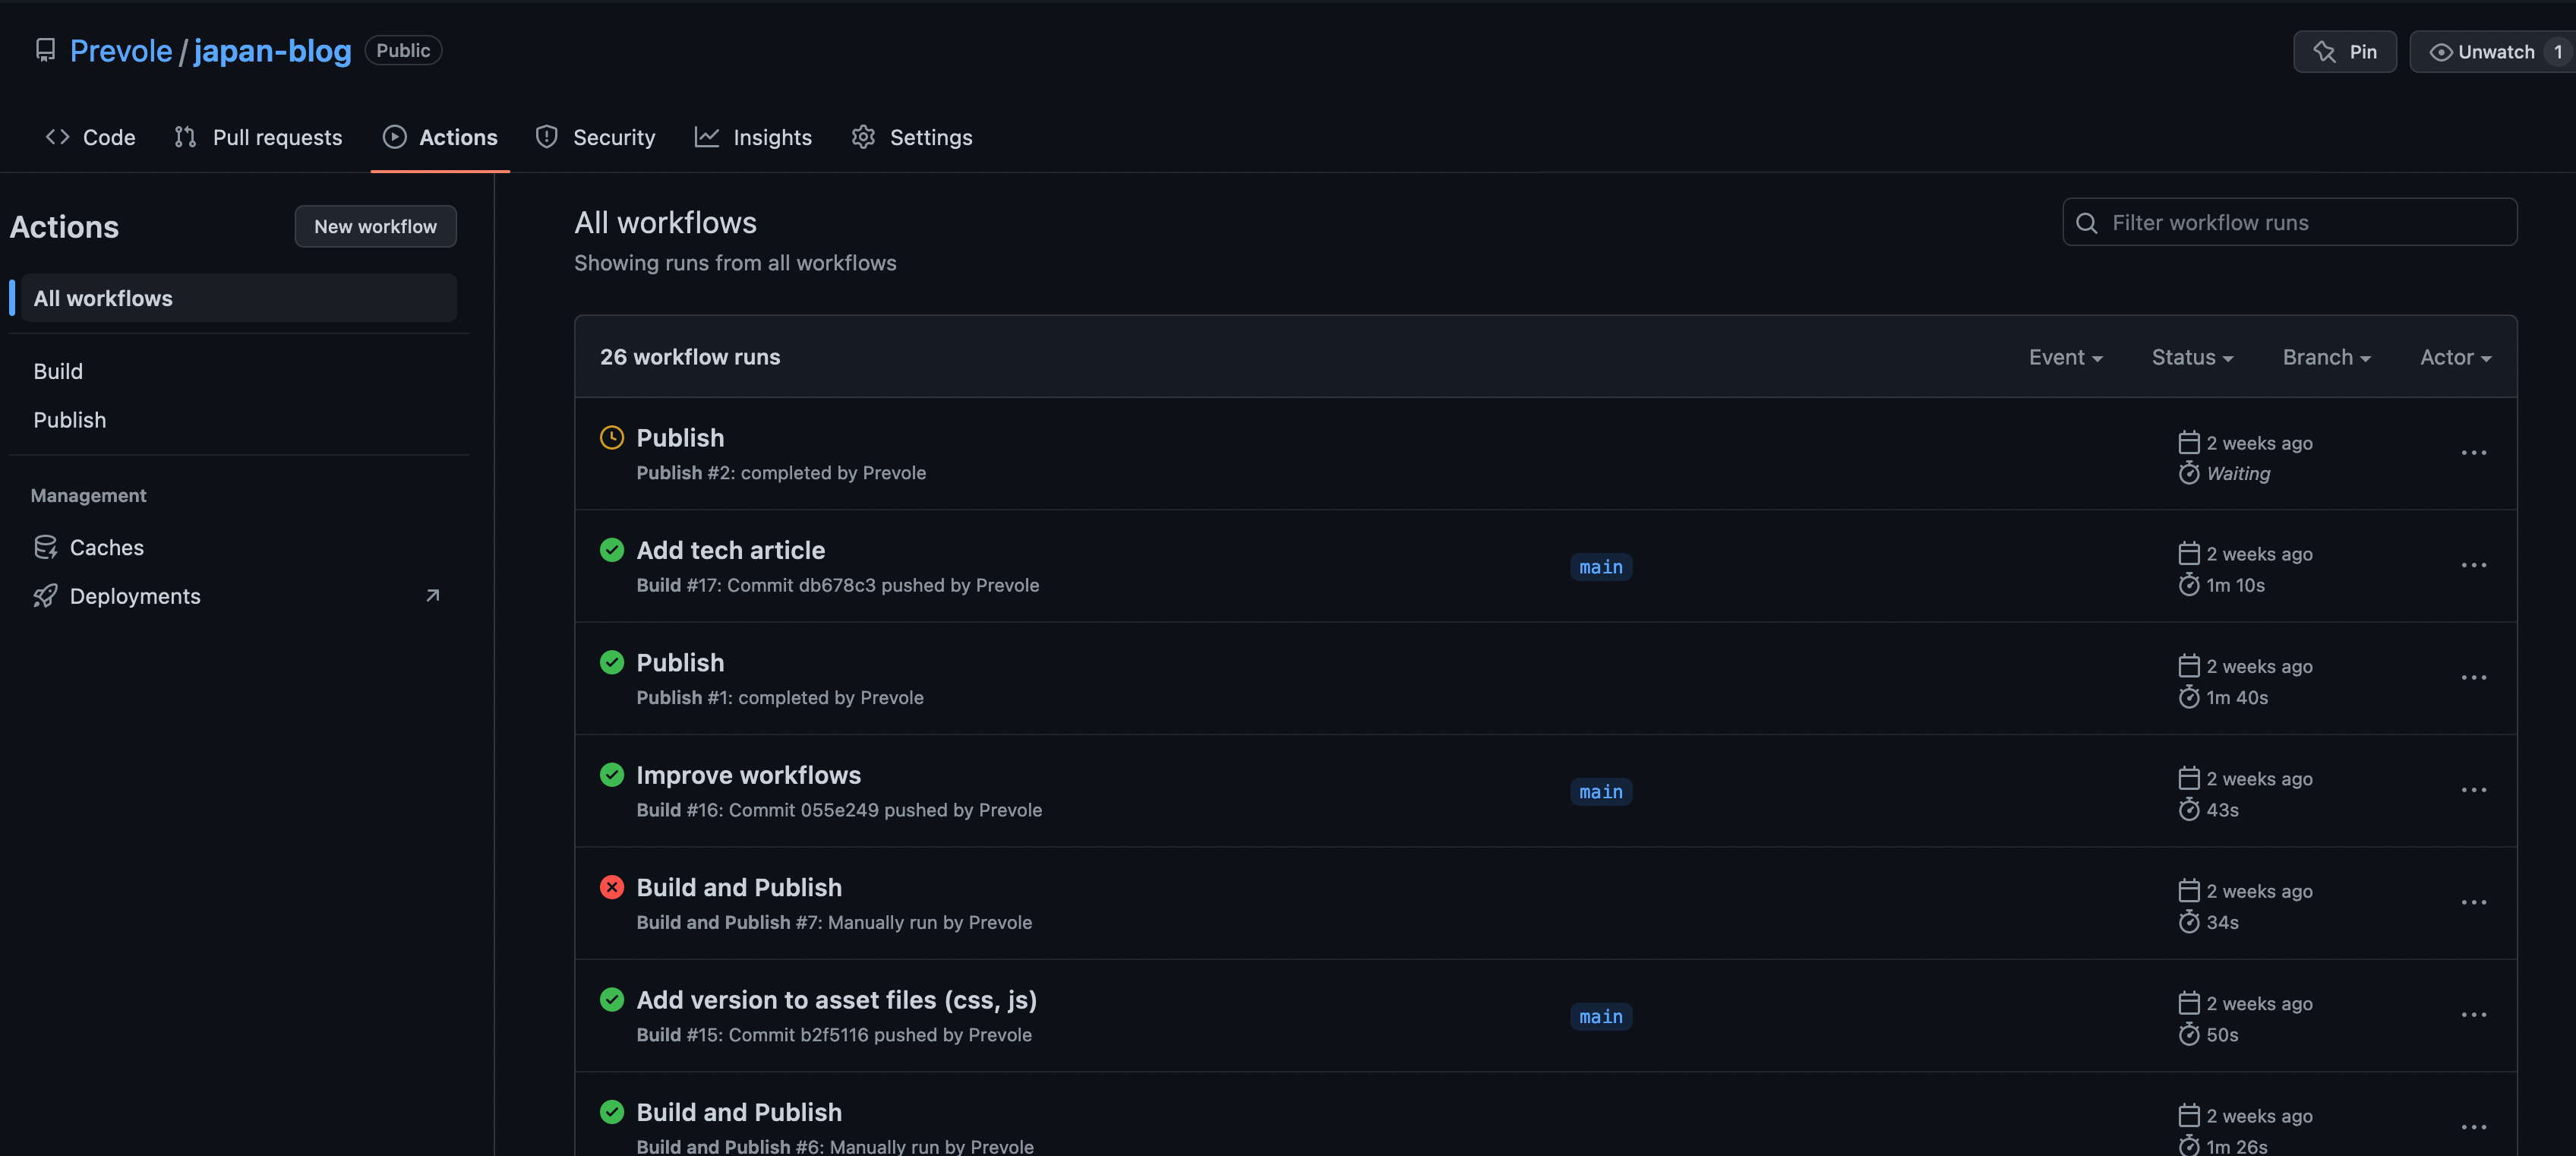 Prevole / japan-blog Public
Pin
Unwatch 1
Code
Pull requests
Actions
Security
Insights
Settings
Actions
New workflow
All workflows
Build
Publish
Management
Caches
Deployments
All workflows
Showing runs from all workflows
Filter workflow runs
26 workflow runs
Event
Status
Branch
Actor
Publish
Publish #2: completed by Prevole
2 weeks ago
Waiting
Add tech article
Build #17: Commit db678c3 pushed by Prevole
main
2 weeks ago
1m 10s
Publish
Publish #1: completed by Prevole
2 weeks ago
1m 40s
Improve workflows
Build #16: Commit 055e249 pushed by Prevole
main
2 weeks ago
43s
Build and Publish
Build and Publish #7: Manually run by Prevole
2 weeks ago
34s
Add version to asset files (css, js)
Build #15: Commit b2f5116 pushed by Prevole
main
2 weeks ago
50s
Build and Publish
Build and Publish #6: Manually run by Prevole
2 weeks ago
1m 26s